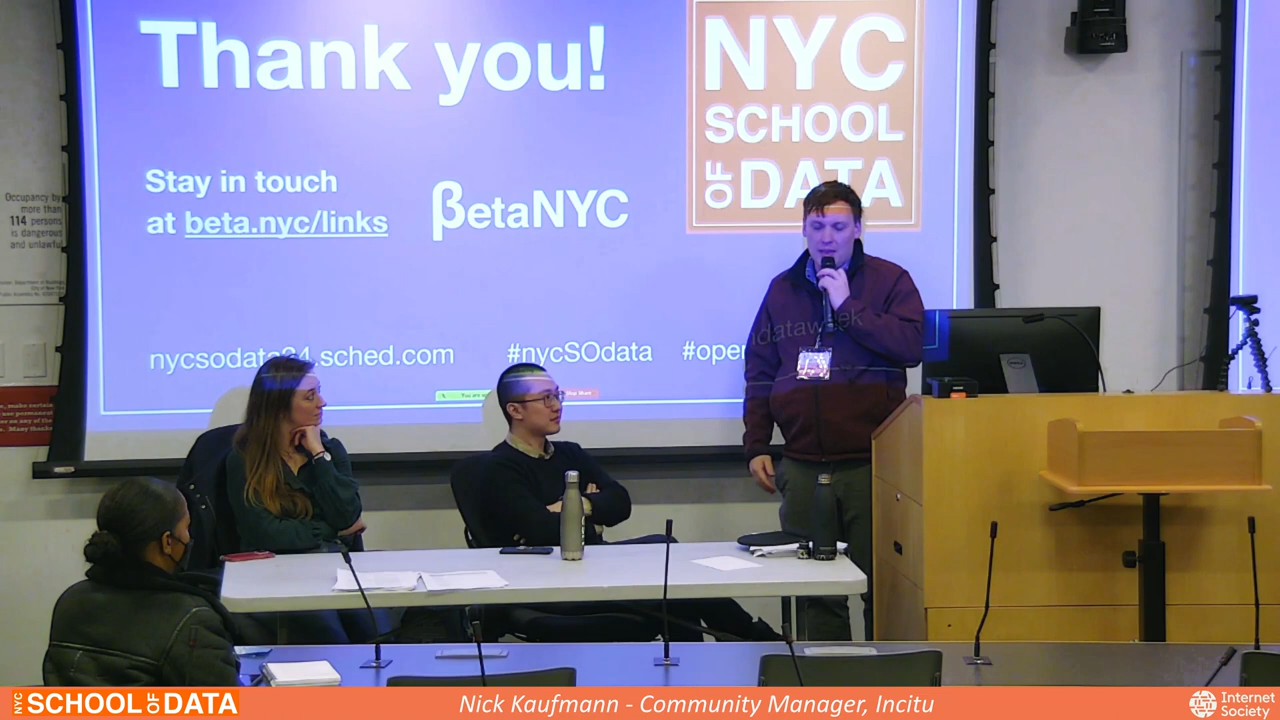 Thank you!
NYC
SCHOOL
OF DATA
Stay in touch
at beta.nyc/links
βetaNYC
Occupancy by
more than
114 persons
is dangerous
and unlawful
nycsodata24.sched.com
#nycSOdata
#open
dataweek
DELL
NYC SCHOOL OF DATA
Nick Kaufmann - Community Manager, Incitu
Internet
Society